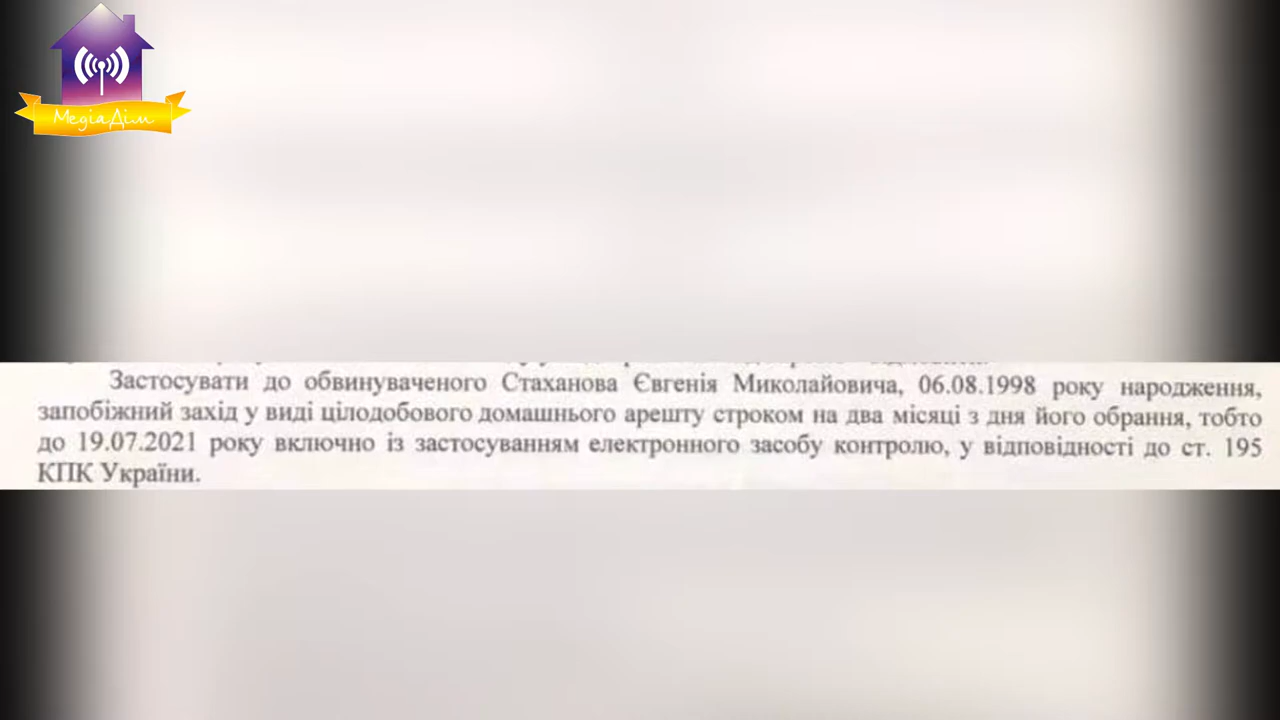 МедіаДім
Застосувати до обвинуваченого Стаханова Євгенія Миколайовича, 06.08.1998 року народження,
запобіжний захід у виді цілодобового домашнього арешту строком на два місяці з дня його обрання, тобто
до 19.07.2021 року включно із застосуванням електронного засобу контролю, у відповідності до ст. 195
КПК України.